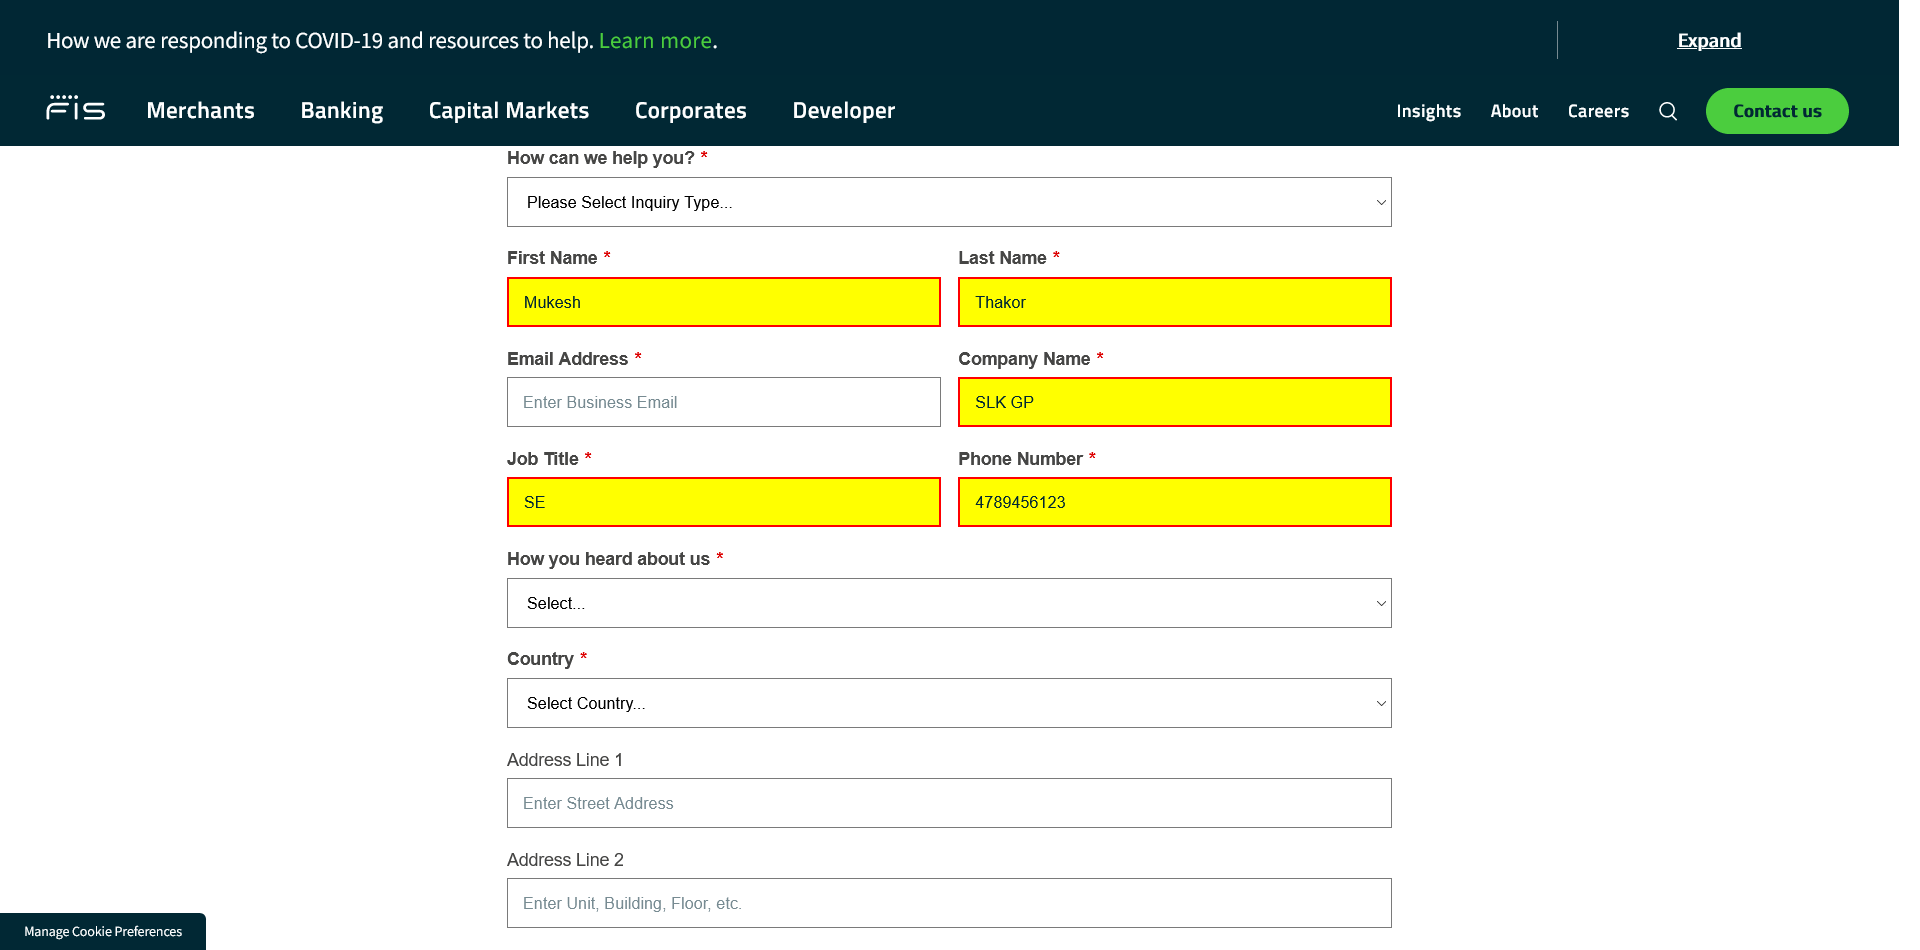 How we are responding to COVID-19 and resources to help. Learn more.
Expand
FIS Merchants Banking Capital Markets Corporates Developer
Insights About Careers Contact us
How can we help you? *
Please Select Inquiry Type...
First Name * Last Name *
Mukesh Thakor
Email Address * Company Name *
Enter Business Email SLK GP
Job Title * Phone Number *
SE 4789456123
How you heard about us *
Select...
Country *
Select Country...
Address Line 1
Enter Street Address
Address Line 2
Enter Unit, Building, Floor, etc.
Manage Cookie Preferences